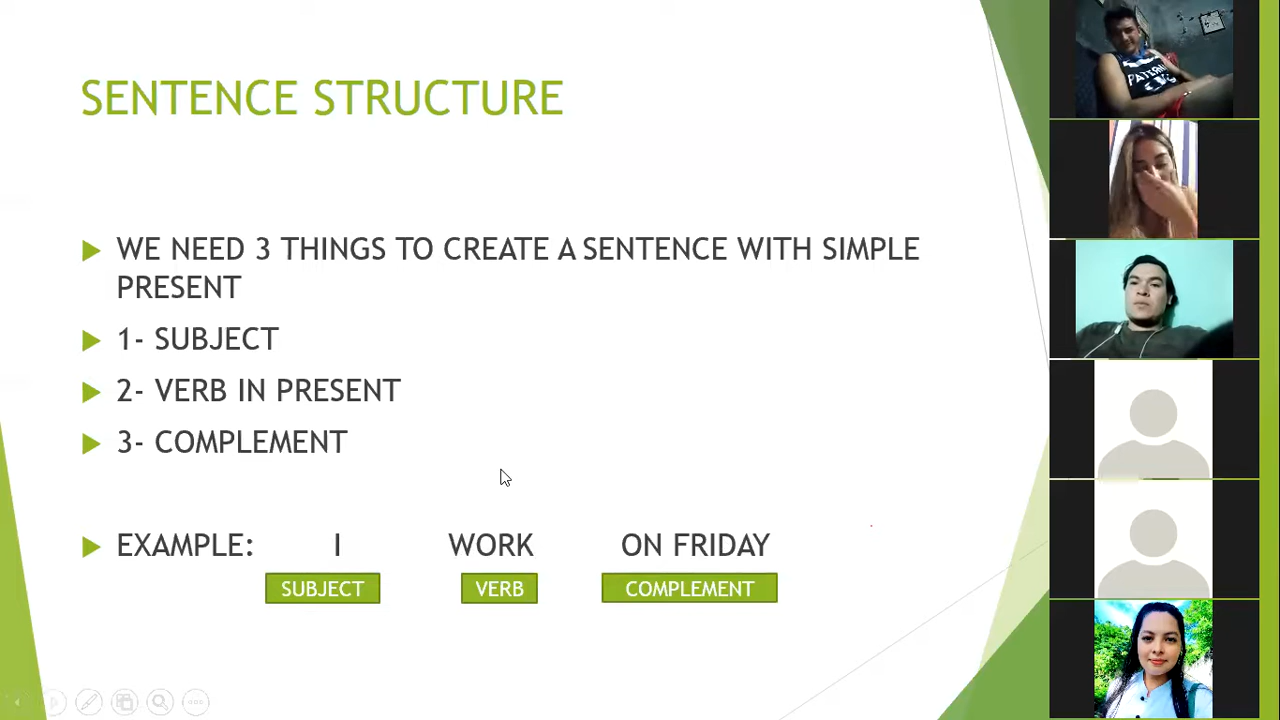 SENTENCE STRUCTURE
WE NEED 3 THINGS TO CREATE A SENTENCE WITH SIMPLE
PRESENT
1- SUBJECT
2- VERB IN PRESENT
3- COMPLEMENT
EXAMPLE: I WORK ON FRIDAY
SUBJECT VERB COMPLEMENT